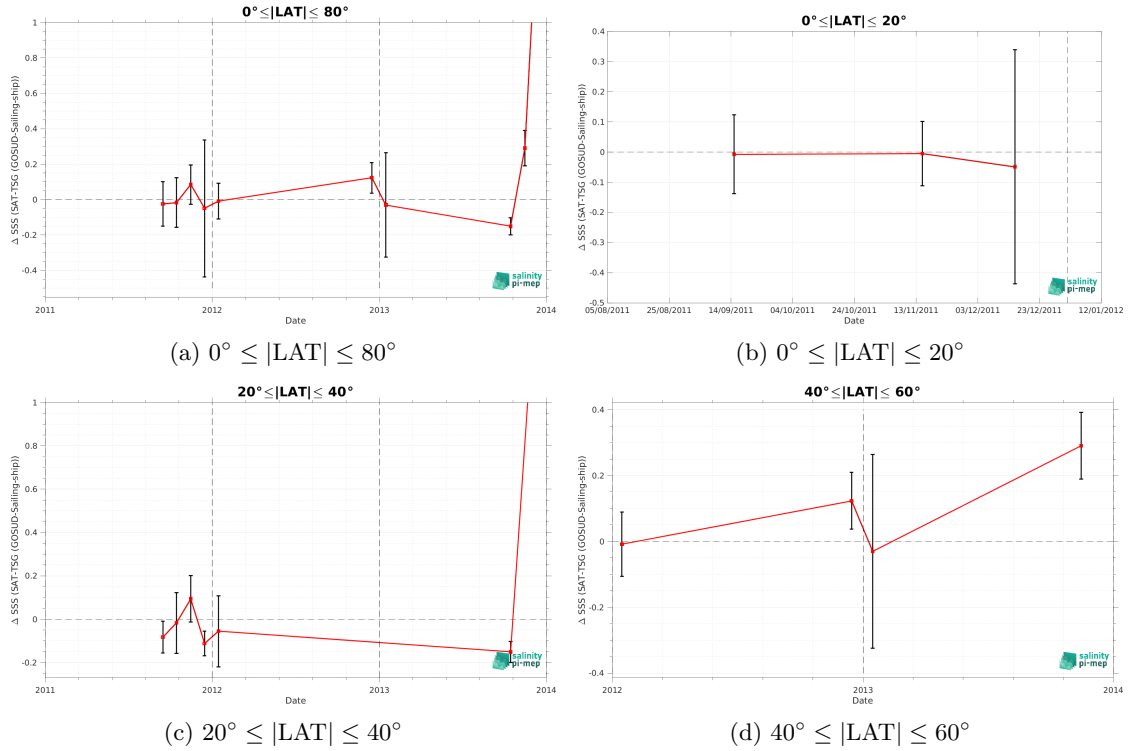 0°≤|LAT|≤ 80°
1
0.8
0.6
0.4
0.2
0
-0.2
-0.4
Δ SSS (SAT-TSG (GOSUD-Sailing-ship))
2011
2012
2013
2014
Date
salinity
pi-mep
(a) 0° ≤ |LAT| ≤ 80°
0°≤|LAT|≤ 20°
0.4
0.3
0.2
0.1
0
-0.1
-0.2
-0.3
-0.4
-0.5
Δ SSS (SAT-TSG (GOSUD-Sailing-ship))
05/08/2011
25/08/2011
14/09/2011
04/10/2011
24/10/2011
13/11/2011
03/12/2011
23/12/2011
12/01/2012
Date
salinity
pi-mep
(b) 0° ≤ |LAT| ≤ 20°
20°≤|LAT|≤ 40°
1
0.8
0.6
0.4
0.2
0
-0.2
Δ SSS (SAT-TSG (GOSUD-Sailing-ship))
2011
2012
2013
2014
Date
salinity
pi-mep
(c) 20° ≤ |LAT| ≤ 40°
40°≤|LAT|≤ 60°
0.4
0.2
0
-0.2
-0.4
Δ SSS (SAT-TSG (GOSUD-Sailing-ship))
2012
2013
2014
Date
salinity
pi-mep
(d) 40° ≤ |LAT| ≤ 60°